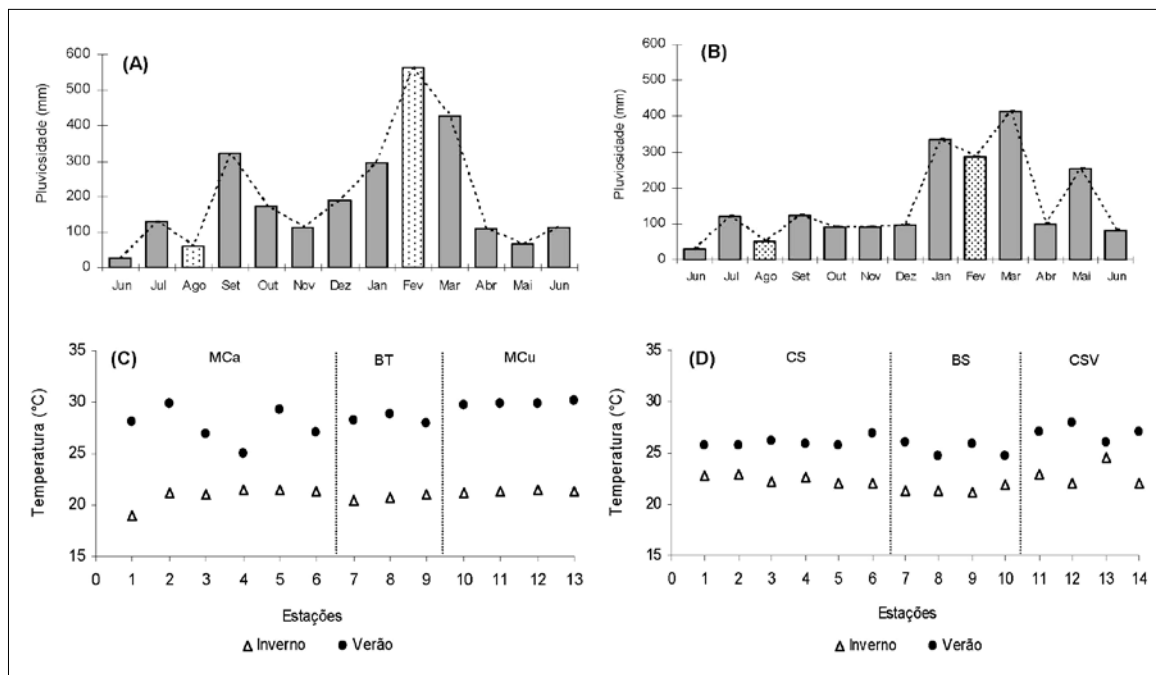 (A)
Pluviosidade (mm)
600
500
400
300
200
100
0
Jun Jul Ago Set Out Nov Dez Jan Fev Mar Abr Mai Jun
(B)
Pluviosidade (mm)
600
500
400
300
200
100
0
Jun Jul Ago Set Out Nov Dez Jan Fev Mar Abr Mai Jun
(C) MCa BT MCu
Temperatura (°C)
35
30
25
20
15
0 1 2 3 4 5 6 7 8 9 10 11 12 13
Estações
Inverno Verão
(D) CS BS CSV
Temperatura (°C)
35
30
25
20
15
0 1 2 3 4 5 6 7 8 9 10 11 12 13 14
Estações
Inverno Verão